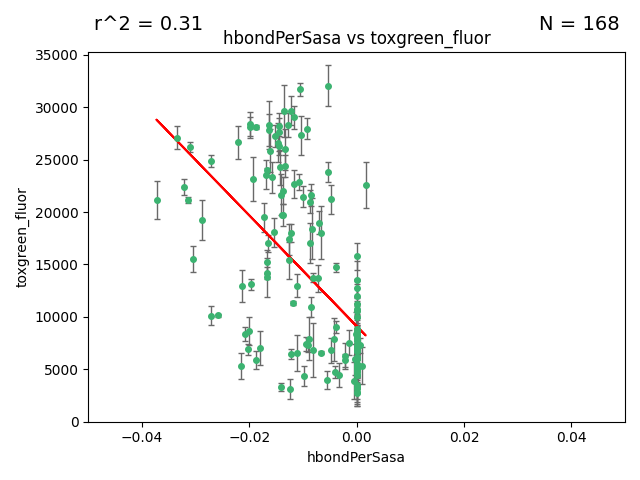 r^2 = 0.31
N = 168
hbondPerSasa vs toxgreen_fluor
35000
30000
25000
20000
15000
10000
5000
0
toxgreen_fluor
−0.04
−0.02
0.00
0.02
0.04
hbondPerSasa